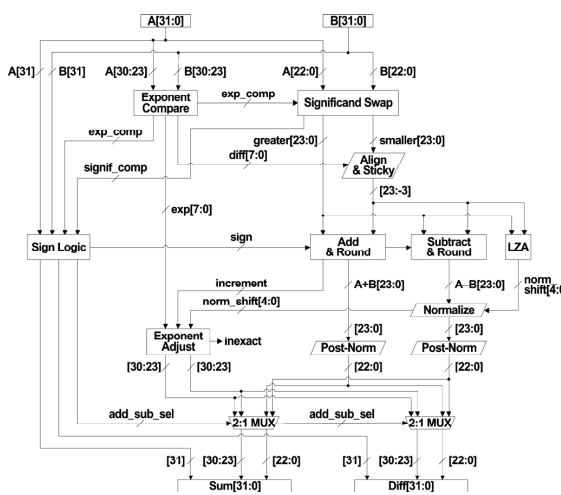 A[31:0]
B[31:0]
A[31]
B[31]
A[30:23]
B[30:23]
A[22:0]
B[22:0]
Exponent
Compare
exp_comp
Significand Swap
exp_comp
greater[23:0]
smaller[23:0]
signif_comp
diff[7:0]
Align
& Sticky
[23:-3]
exp[7:0]
Sign Logic
sign
Add
& Round
Subtract
& Round
LZA
increment
A+B[23:0]
A–B[23:0]
norm
shift[4:0
norm_shift[4:0]
Normalize
Exponent
Adjust
inexact
[23:0]
[23:0]
Post-Norm
Post-Norm
[30:23]
[30:23]
[22:0]
[22:0]
add_sub_sel
2:1 MUX
add_sub_sel
2:1 MUX
[31]
[30:23]
[22:0]
[31]
[30:23]
[22:0]
Sum[31:0]
Diff[31:0]